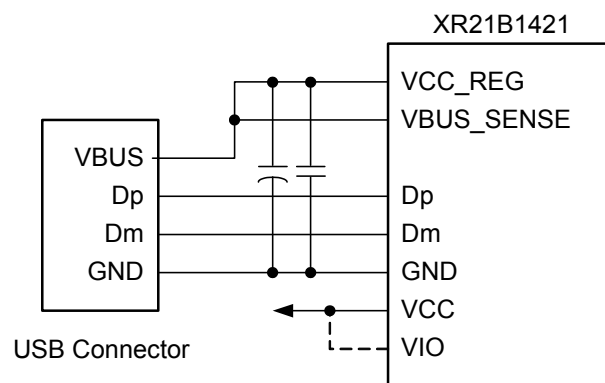 XR21B1421
VCC_REG
VBUS_SENSE
VBUS
Dp
Dp
Dm
Dm
GND
GND
VCC
VIO
USB Connector